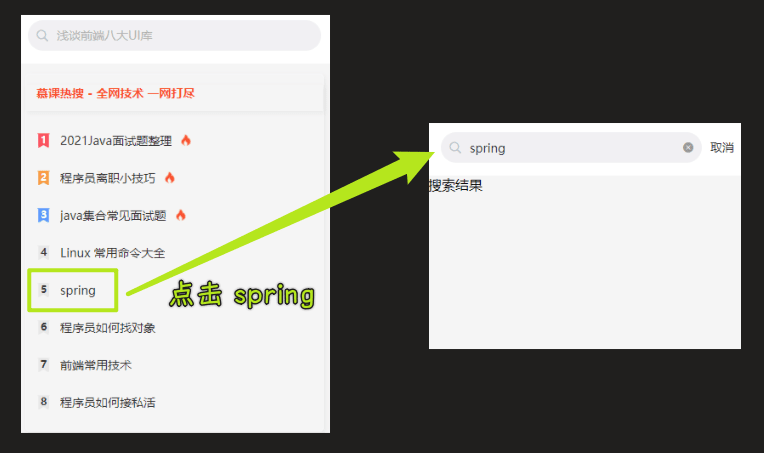 浅谈前端八大UI库
慕课热搜 - 全网技术 一网打尽
1 2021Java面试题整理
2 程序员离职小技巧
3 java集合常见面试题
4 Linux 常用命令大全
5 spring
6 程序员如何找对象
7 前端常用技术
8 程序员如何接私活
点击 spring
spring 取消
搜索结果